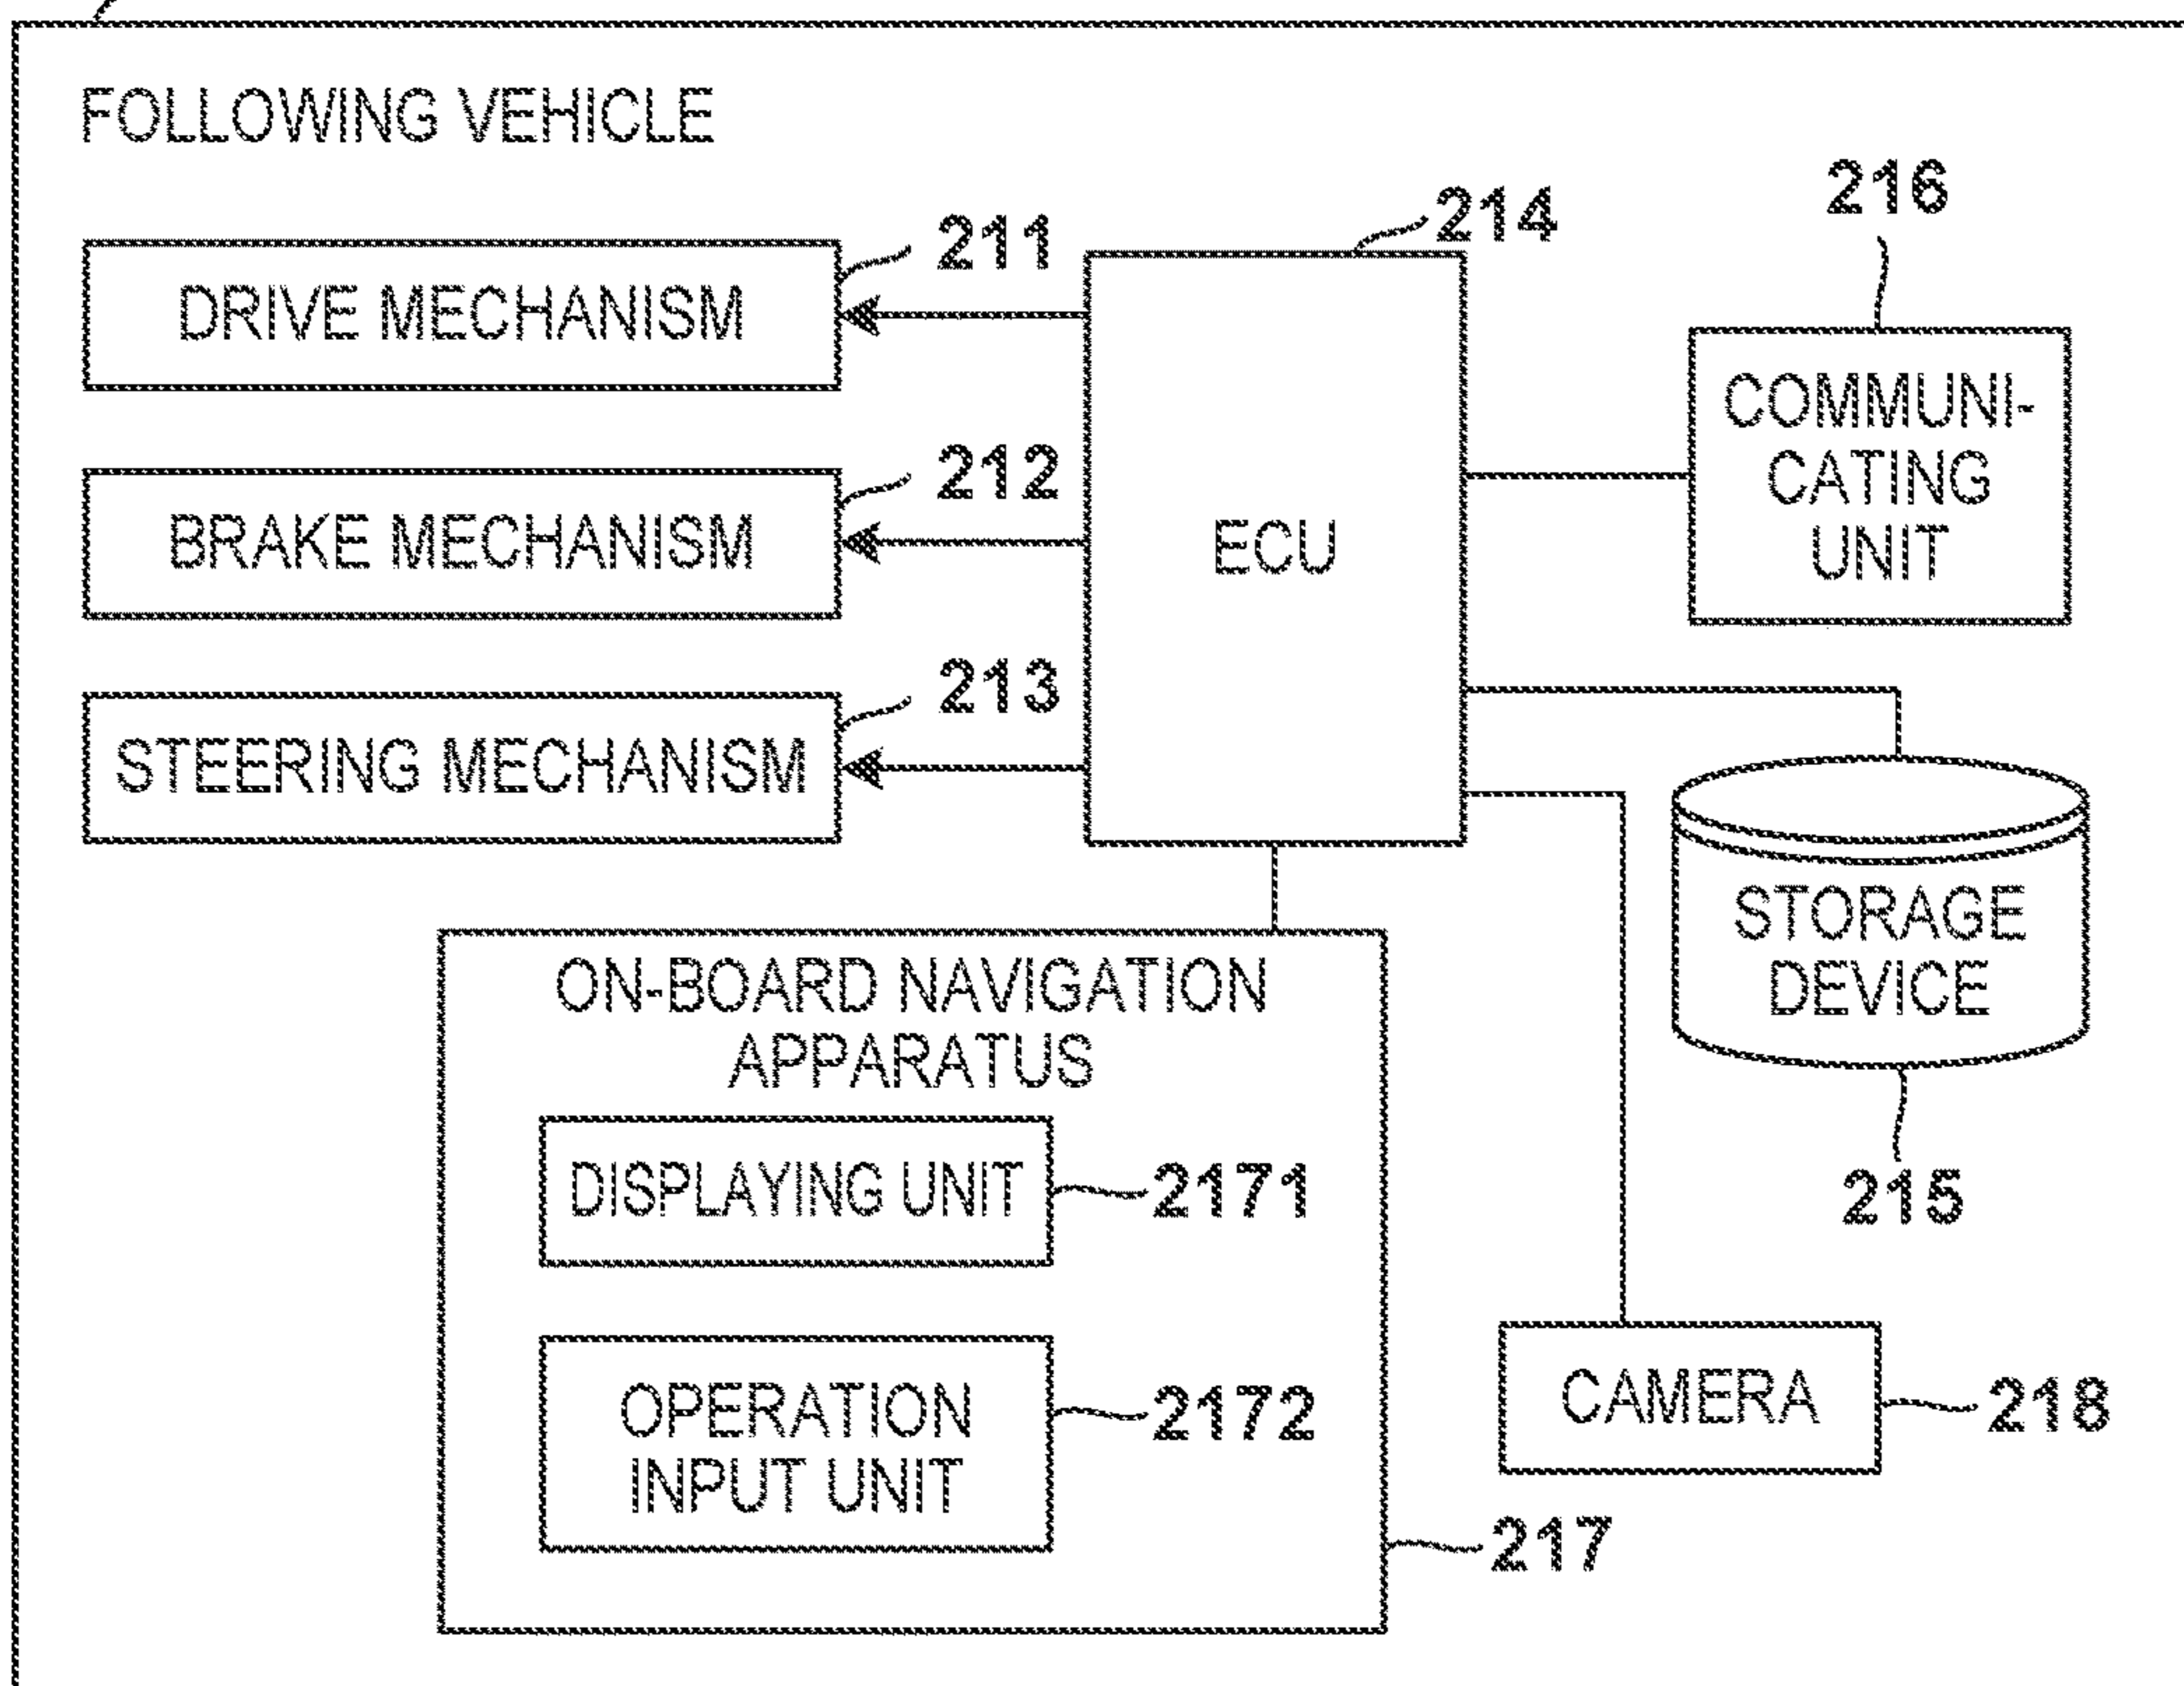 FOLLOWING VEHICLE
211
DRIVE MECHANISM
212
BRAKE MECHANISM
213
STEERING MECHANISM
214
ECU
216
COMMUNI-
CATING
UNIT
STORAGE
DEVICE
215
ON-BOARD NAVIGATION
APPARATUS
DISPLAYING UNIT
2171
OPERATION
INPUT UNIT
2172
217
CAMERA
218